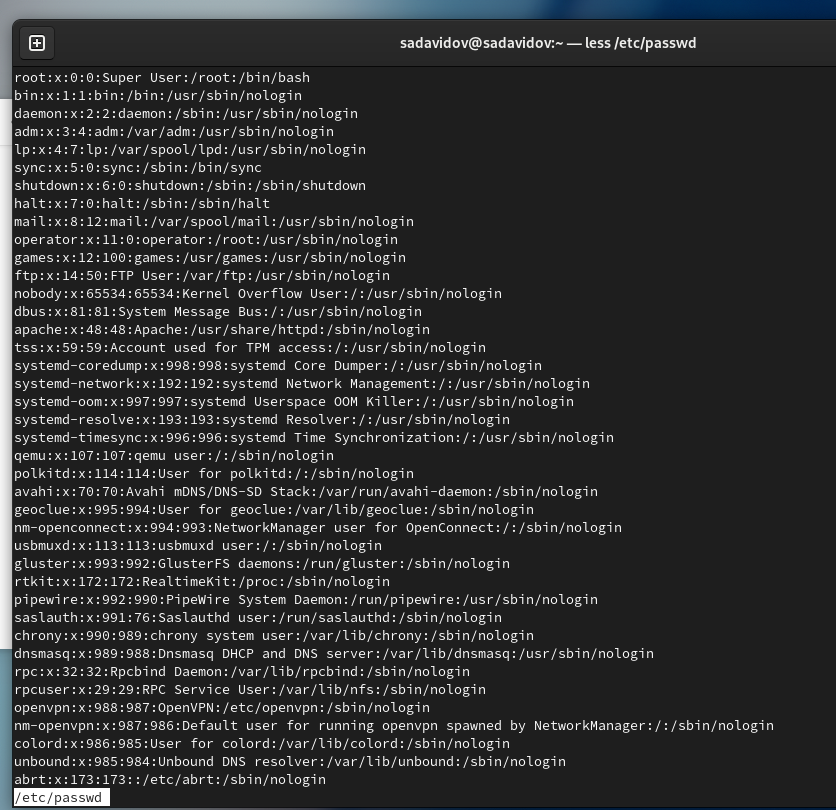 sadavidov@sadavidov:~ — less /etc/passwd
root:x:0:0:Super User:/root:/bin/bash
bin:x:1:1:bin:/bin:/usr/sbin/nologin
daemon:x:2:2:daemon:/sbin:/usr/sbin/nologin
adm:x:3:4:adm:/var/adm:/usr/sbin/nologin
lp:x:4:7:lp:/var/spool/lpd:/usr/sbin/nologin
sync:x:5:0:sync:/sbin:/bin/sync
shutdown:x:6:0:shutdown:/sbin:/sbin/shutdown
halt:x:7:0:halt:/sbin:/sbin/halt
mail:x:8:12:mail:/var/spool/mail:/usr/sbin/nologin
operator:x:11:0:operator:/root:/usr/sbin/nologin
games:x:12:100:games:/usr/games:/usr/sbin/nologin
ftp:x:14:50:FTP User:/var/ftp:/usr/sbin/nologin
nobody:x:65534:65534:Kernel Overflow User:/:/usr/sbin/nologin
dbus:x:81:81:System Message Bus:/:/usr/sbin/nologin
apache:x:48:48:Apache:/usr/share/httpd:/sbin/nologin
tss:x:59:59:Account used for TPM access:/:/usr/sbin/nologin
systemd-coredump:x:998:998:systemd Core Dumper:/:/usr/sbin/nologin
systemd-network:x:192:192:systemd Network Management:/:/usr/sbin/nologin
systemd-oom:x:997:997:systemd Userspace OOM Killer:/:/usr/sbin/nologin
systemd-resolve:x:193:193:systemd Resolver:/:/usr/sbin/nologin
systemd-timesync:x:996:996:systemd Time Synchronization:/:/usr/sbin/nologin
qemu:x:107:107:qemu user:/:/sbin/nologin
polkitd:x:114:114:User for polkitd:/:/sbin/nologin
avahi:x:70:70:Avahi mDNS/DNS-SD Stack:/var/run/avahi-daemon:/sbin/nologin
geoclue:x:995:994:User for geoclue:/var/lib/geoclue:/sbin/nologin
nm-openconnect:x:994:993:NetworkManager user for OpenConnect:/:/sbin/nologin
usbmuxd:x:113:113:usbmuxd user:/:/sbin/nologin
gluster:x:993:992:GlusterFS daemons:/run/gluster:/sbin/nologin
rtkit:x:172:172:RealtimeKit:/proc:/sbin/nologin
pipewire:x:992:990:PipeWire System Daemon:/run/pipewire:/usr/sbin/nologin
saslauth:x:991:76:Saslauthd user:/run/saslauthd:/sbin/nologin
chrony:x:990:989:chrony system user:/var/lib/chrony:/sbin/nologin
dnsmasq:x:989:988:Dnsmasq DHCP and DNS server:/var/lib/dnsmasq:/usr/sbin/nologin
rpc:x:32:32:Rpcbind Daemon:/var/lib/rpcbind:/sbin/nologin
rpcuser:x:29:29:RPC Service User:/var/lib/nfs:/sbin/nologin
openvpn:x:988:987:OpenVPN:/etc/openvpn:/sbin/nologin
nm-openvpn:x:987:986:Default user for running openvpn spawned by NetworkManager:/:/sbin/nologin
colord:x:986:985:User for colord:/var/lib/colord:/sbin/nologin
unbound:x:985:984:Unbound DNS resolver:/var/lib/unbound:/sbin/nologin
abrt:x:173:173::/etc/abrt:/sbin/nologin
/etc/passwd